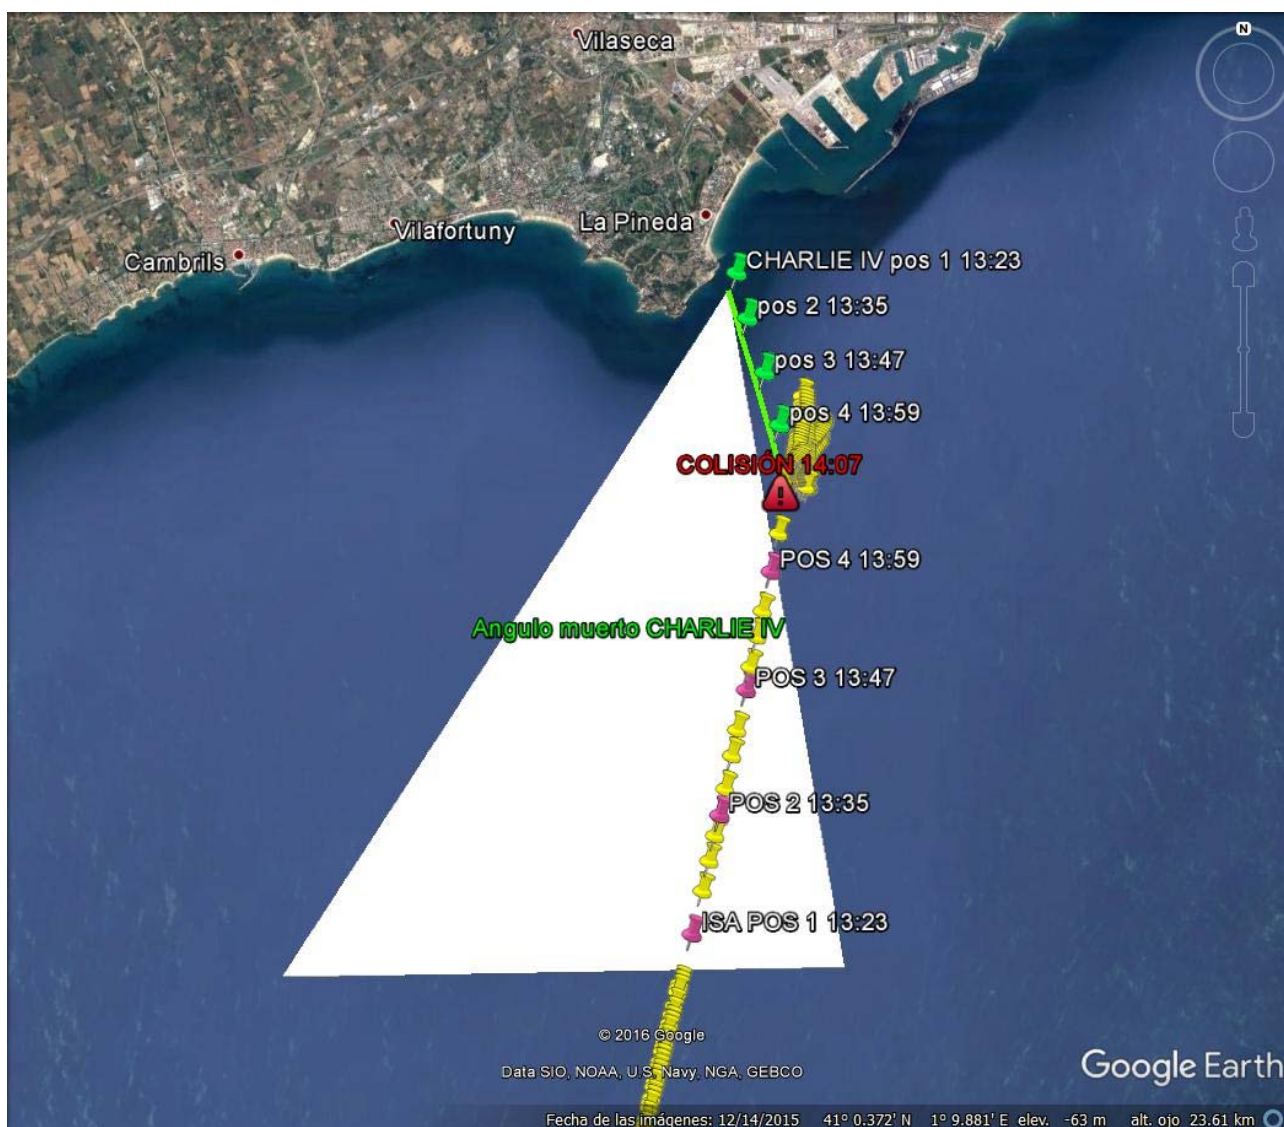 Vilaseca
N
La Pineda
Vilafortuny
Cambrils
CHARLIE IV pos 1 13:23
pos 2 13:35
pos 3 13:47
pos 4 13:59
COLISIÓN 14:07
POS 4 13:59
Angulo muerto CHARLIE IV
POS 3 13:47
POS 2 13:35
ISA POS 1 13:23
© 2016 Google
Data SIO, NOAA, U.S. Navy, NGA, GEBCO
Google Earth
Fecha de las imágenes: 12/14/2015 41° 0.372' N 1° 9.881' E elev. -63 m alt. ojo 23.61 km